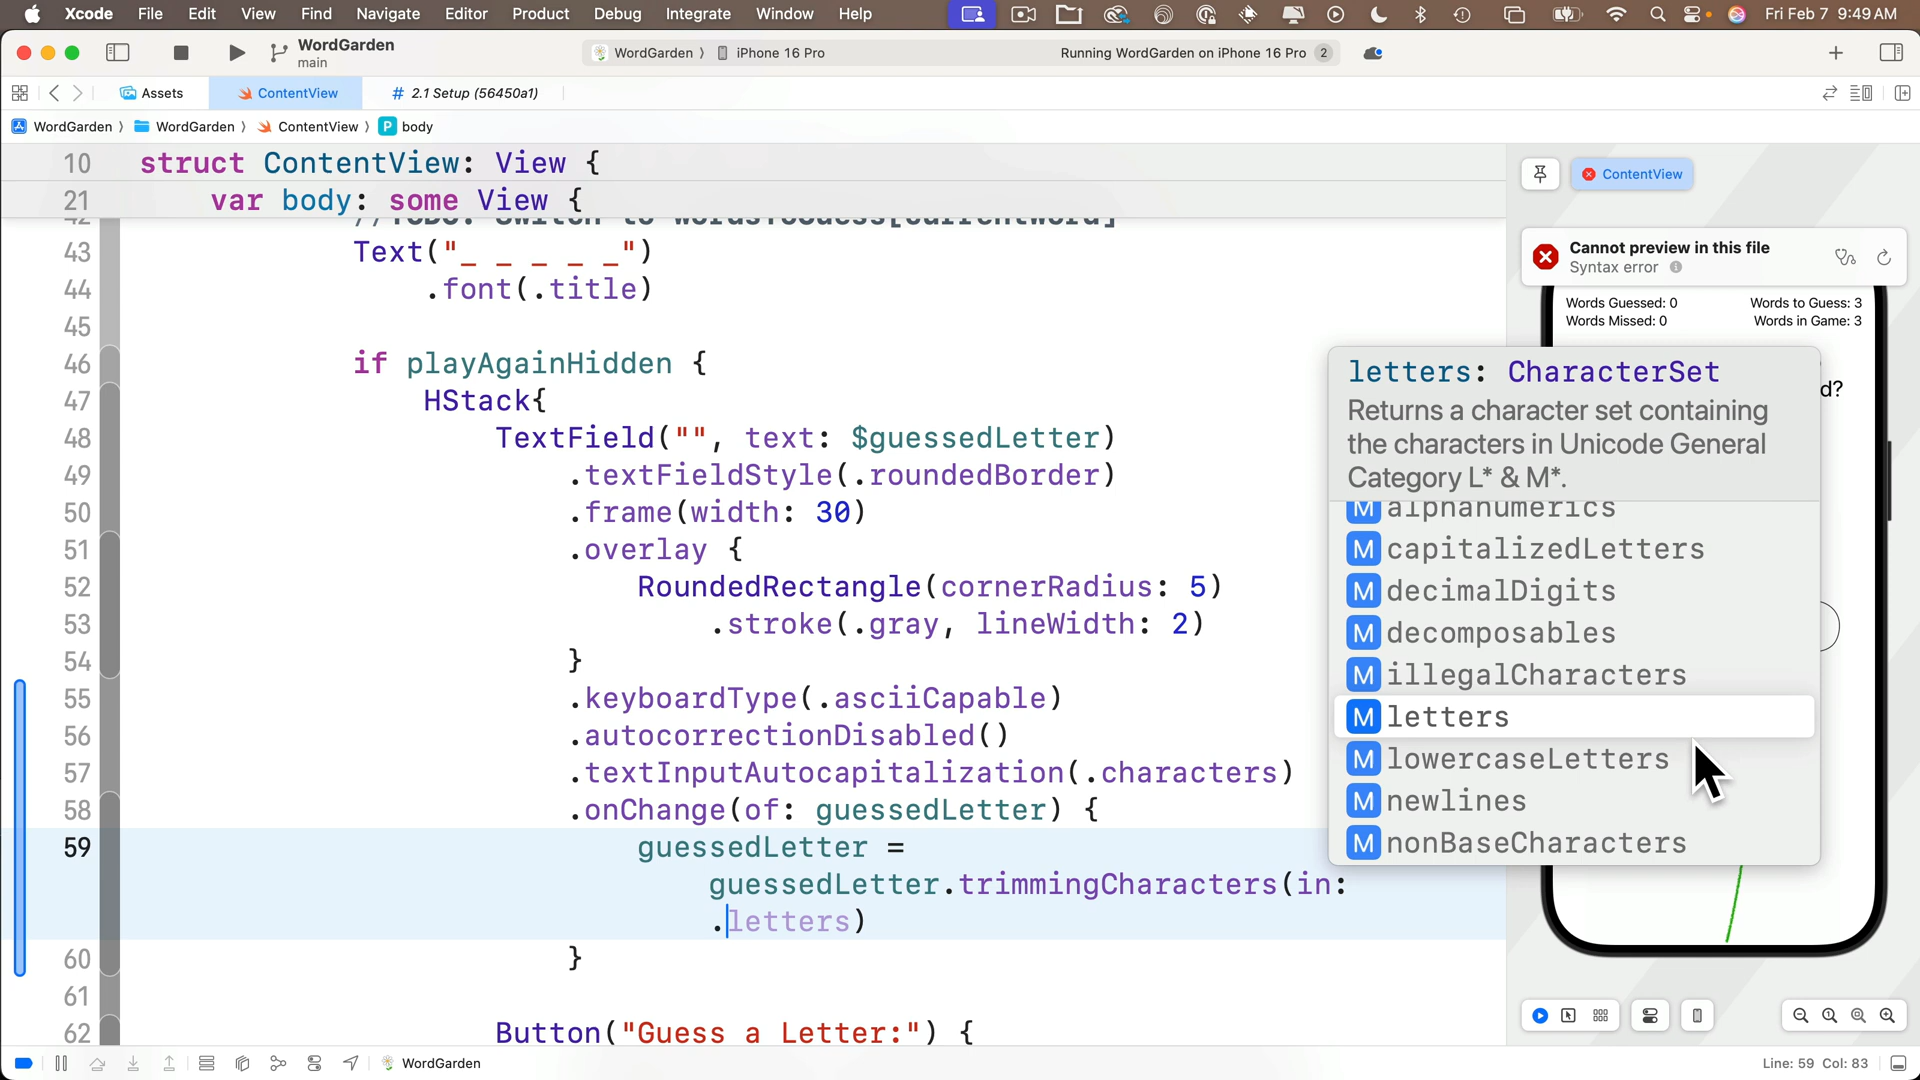 Xcode File Edit View Find Navigate Editor Product Debug Integrate Window Help Fri Feb 7 9:49 AM
WordGarden
main
WordGarden 〉 iPhone 16 Pro
Running WordGarden on iPhone 16 Pro 2
Assets
ContentView
# 2.1 Setup (56450a1)
WordGarden 〉 WordGarden 〉 ContentView 〉 P body
10 struct ContentView: View {
21 var body: some View {
42 //TODO: Switch to wordsToGuess[currentWord]
43 Text("_ _ _ _ _")
44 .font(.title)
45
46 if playAgainHidden {
47 HStack{
48 TextField("", text: $guessedLetter)
49 .textFieldStyle(.roundedBorder)
50 .frame(width: 30)
51 .overlay {
52 RoundedRectangle(cornerRadius: 5)
53 .stroke(.gray, lineWidth: 2)
54 }
55 .keyboardType(.asciiCapable)
56 .autocorrectionDisabled()
57 .textInputAutocapitalization(.characters)
58 .onChange(of: guessedLetter) {
59 guessedLetter =
guessedLetter.trimmingCharacters(in:
.letters)
60 }
61
62 Button("Guess a Letter:") {
letters: CharacterSet
Returns a character set containing
the characters in Unicode General
Category L* & M*.
M alphanumerics
M capitalizedLetters
M decimalDigits
M decomposables
M illegalCharacters
M letters
M lowercaseLetters
M newlines
M nonBaseCharacters
ContentView
Cannot preview in this file
Syntax error
Words Guessed: 0 Words to Guess: 3
Words Missed: 0 Words in Game: 3
d?
WordGarden
Line: 59 Col: 83